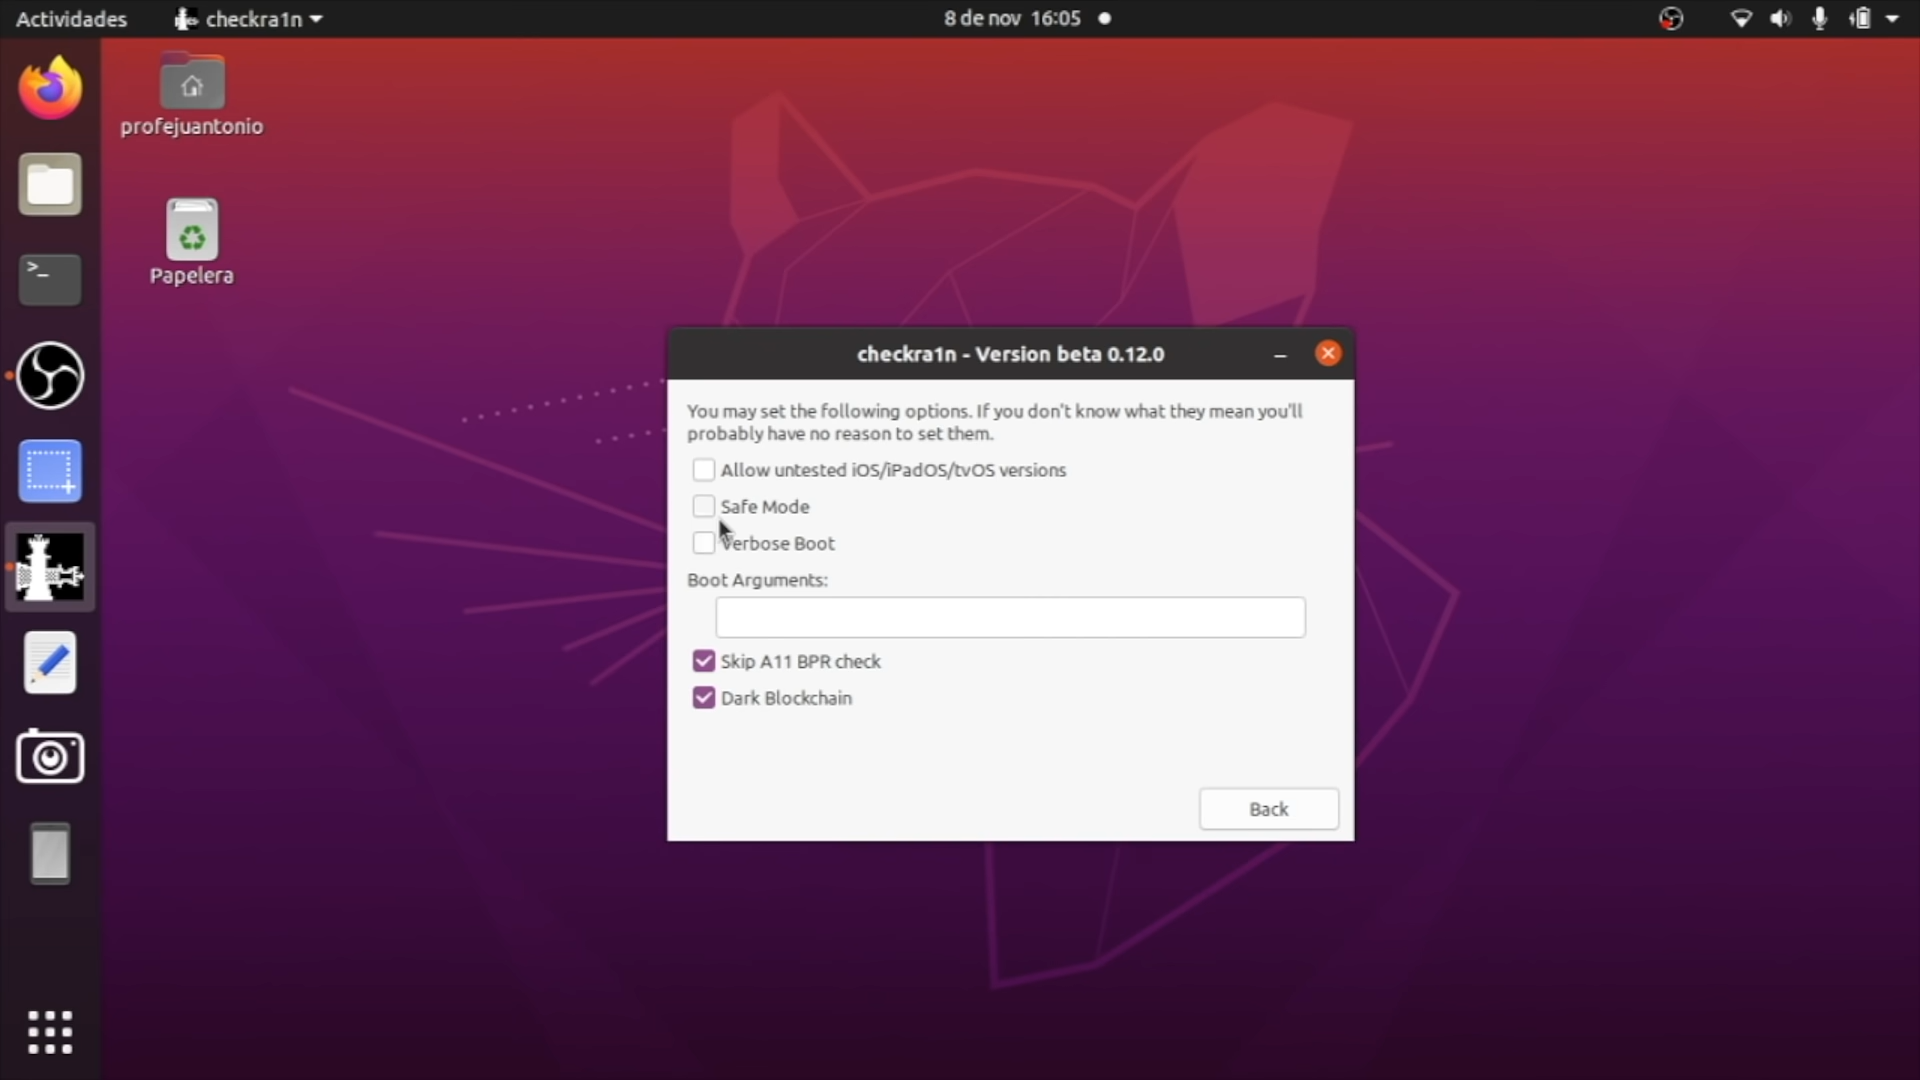 Actividades
checkra1n
8 de nov 16:05
profejuantonio
Papelera
>_
checkra1n - Version beta 0.12.0
You may set the following options. If you don't know what they mean you'll
probably have no reason to set them.
Allow untested iOS/iPadOS/tvOS versions
Safe Mode
Verbose Boot
Boot Arguments:
Skip A11 BPR check
Dark Blockchain
Back